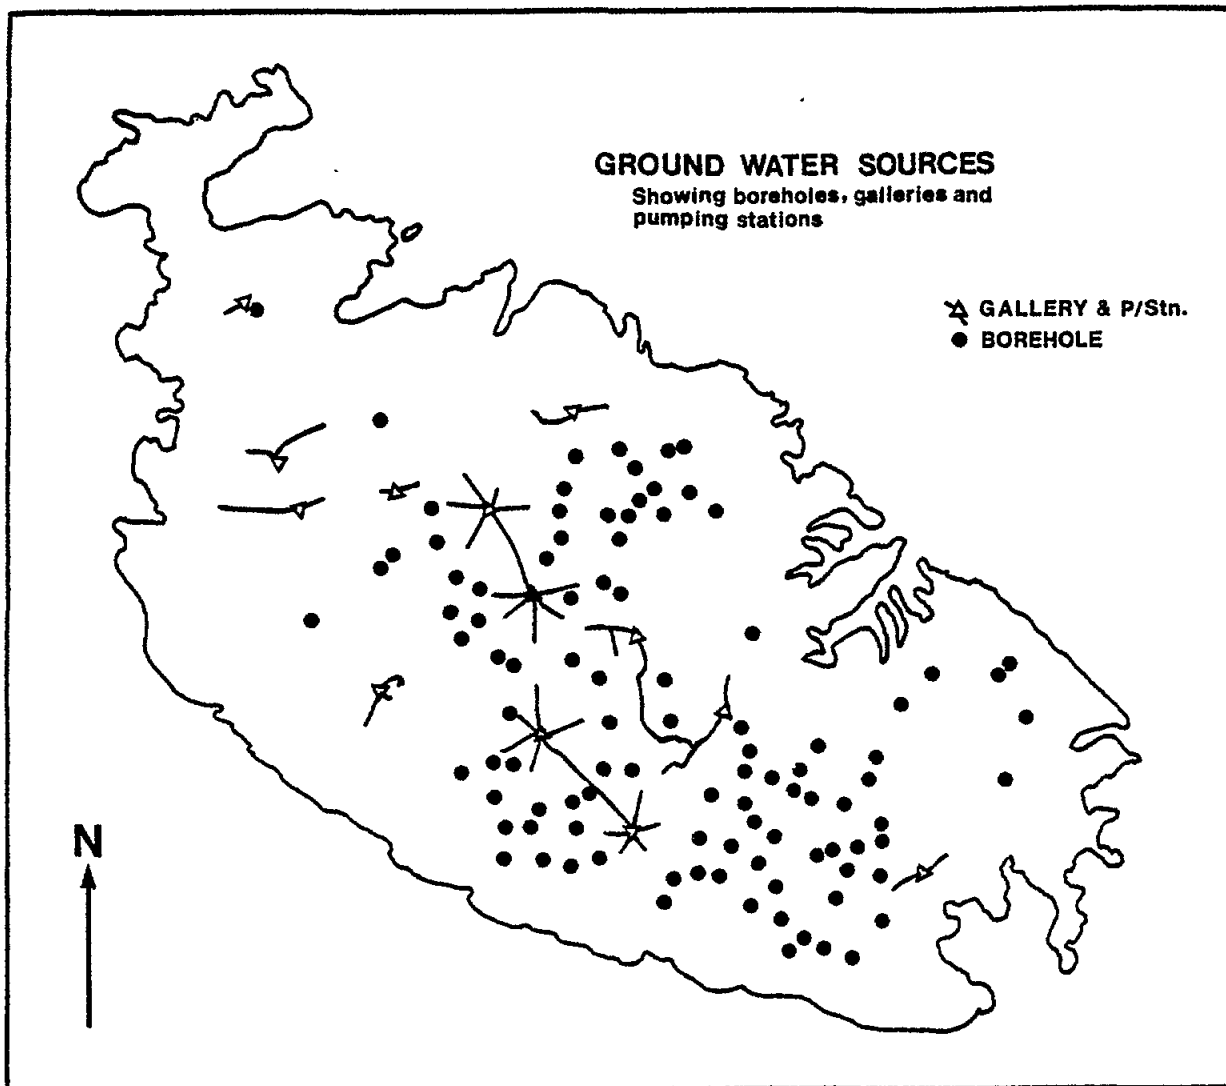 GROUND WATER SOURCES
Showing boreholes, galleries and
pumping stations
GALLERY & P/Stn.
BOREHOLE
N